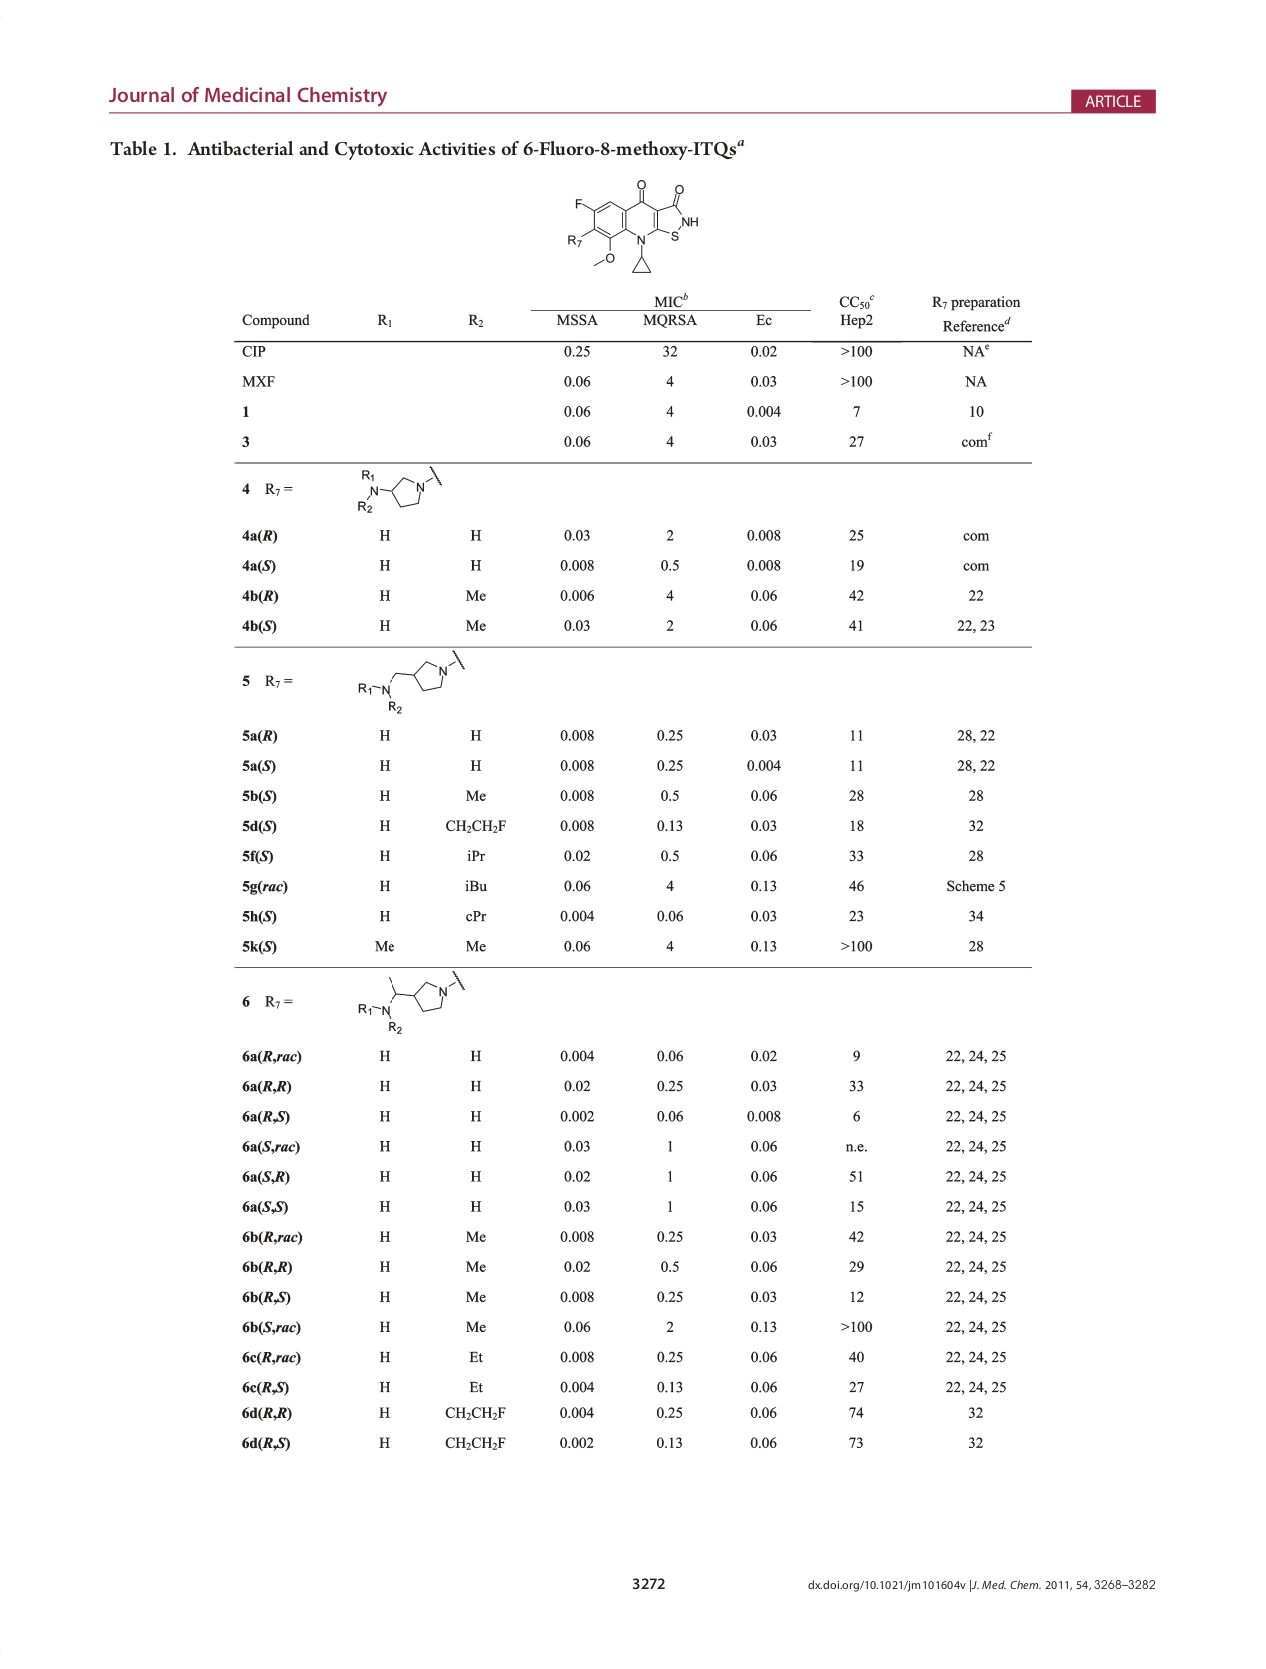 Journal of Medicinal Chemistry
ARTICLE
Table 1. Antibacterial and Cytotoxic Activities of 6-Fluoro-8-methoxy-ITQsᵃ
O O
F
NH
R₇ N S
O
MICᵇ CC₅₀ᶜ R₇ preparation
Compound R₁ R₂ MSSA MQRSA Ec Hep2 Referenceᵈ
CIP 0.25 32 0.02 >100 NAᵉ
MXF 0.06 4 0.03 >100 NA
1 0.06 4 0.004 7 10
3 0.06 4 0.03 27 comᶠ
4 R₇ = R₁ N R₂ N
4a(R) H H 0.03 2 0.008 25 com
4a(S) H H 0.008 0.5 0.008 19 com
4b(R) H Me 0.006 4 0.06 42 22
4b(S) H Me 0.03 2 0.06 41 22, 23
5 R₇ = R₁ N R₂ N
5a(R) H H 0.008 0.25 0.03 11 28, 22
5a(S) H H 0.008 0.25 0.004 11 28, 22
5b(S) H Me 0.008 0.5 0.06 28 28
5d(S) H CH₂CH₂F 0.008 0.13 0.03 18 32
5f(S) H iPr 0.02 0.5 0.06 33 28
5g(rac) H iBu 0.06 4 0.13 46 Scheme 5
5h(S) H cPr 0.004 0.06 0.03 23 34
5k(S) Me Me 0.06 4 0.13 >100 28
6 R₇ = R₁ N R₂ N
6a(R,rac) H H 0.004 0.06 0.02 9 22, 24, 25
6a(R,R) H H 0.02 0.25 0.03 33 22, 24, 25
6a(R,S) H H 0.002 0.06 0.008 6 22, 24, 25
6a(S,rac) H H 0.03 1 0.06 n.e. 22, 24, 25
6a(S,R) H H 0.02 1 0.06 51 22, 24, 25
6a(S,S) H H 0.03 1 0.06 15 22, 24, 25
6b(R,rac) H Me 0.008 0.25 0.03 42 22, 24, 25
6b(R,R) H Me 0.02 0.5 0.06 29 22, 24, 25
6b(R,S) H Me 0.008 0.25 0.03 12 22, 24, 25
6b(S,rac) H Me 0.06 2 0.13 >100 22, 24, 25
6c(R,rac) H Et 0.008 0.25 0.06 40 22, 24, 25
6c(R,S) H Et 0.004 0.13 0.06 27 22, 24, 25
6d(R,R) H CH₂CH₂F 0.004 0.25 0.06 74 32
6d(R,S) H CH₂CH₂F 0.002 0.13 0.06 73 32
3272
dx.doi.org/10.1021/jm101604v |J. Med. Chem. 2011, 54, 3268–3282